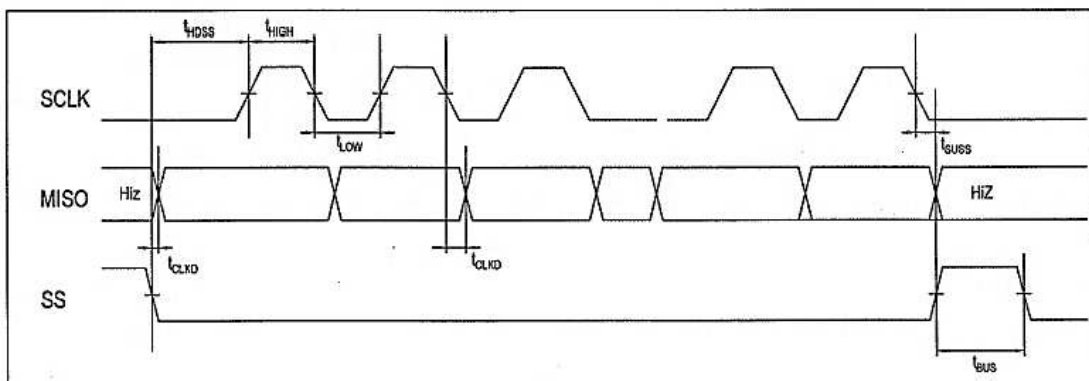 tHDSS tHIGH
SCLK
tLOW tSUSS
MISO Hiz HiZ
tCLKD tCLKD
SS
tBUS